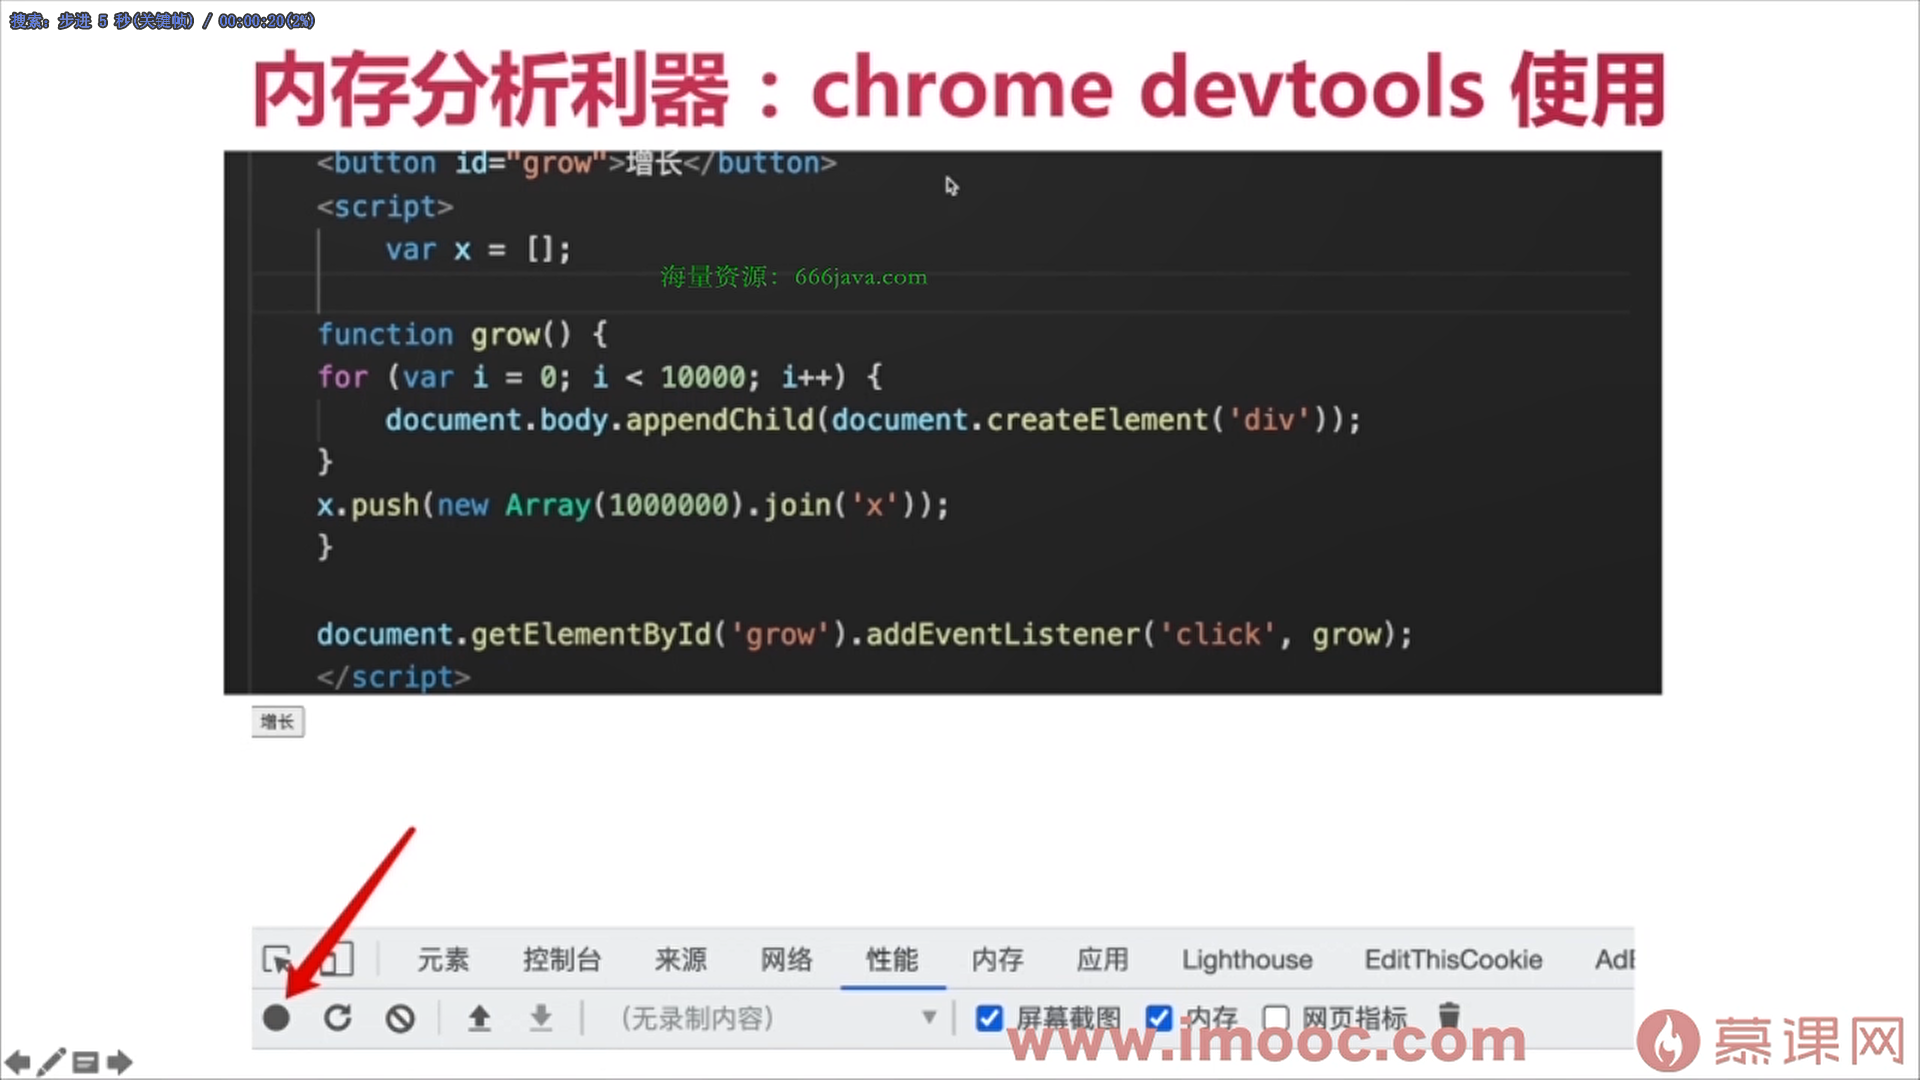 搜索: 步进 5 秒(关键帧) / 00:00:20(2%)
内存分析利器：chrome devtools 使用
<button id="grow">增长</button>
<script>
var x = [];
海量资源：666java.com
function grow() {
for (var i = 0; i < 10000; i++) {
document.body.appendChild(document.createElement('div'));
}
x.push(new Array(1000000).join('x'));
}
document.getElementById('grow').addEventListener('click', grow);
</script>
增长
元素 控制台 来源 网络 性能 内存 应用 Lighthouse EditThisCookie
(无录制内容) 屏幕截图 内存 网页指标
www.imooc.com 慕课网